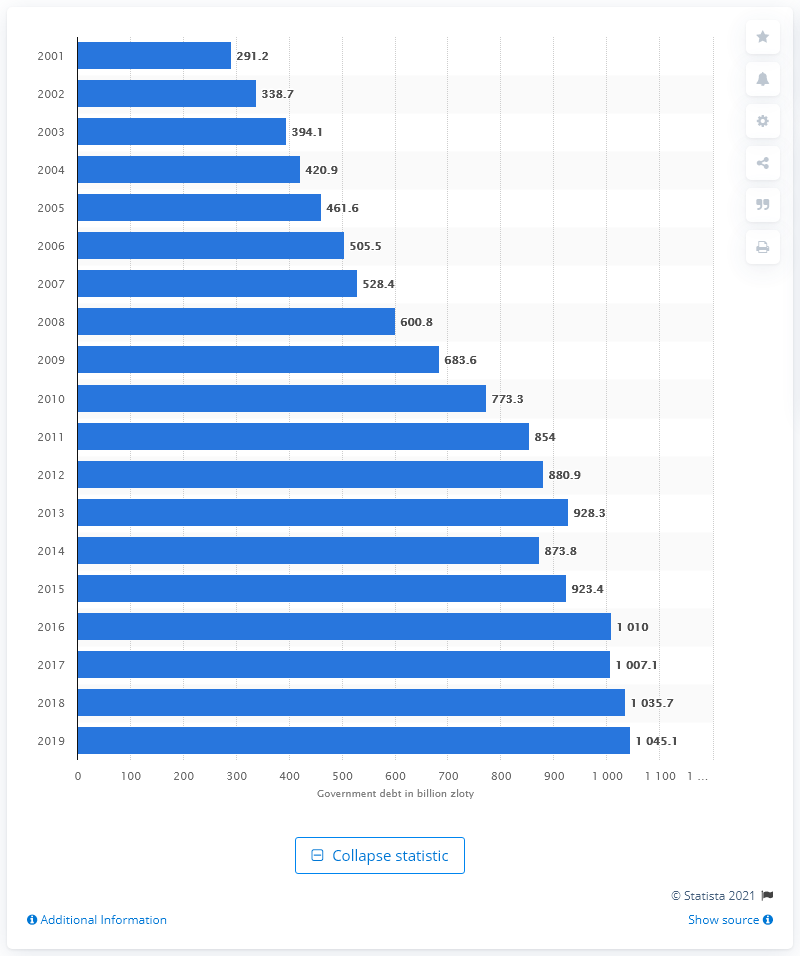 2001 291.2
2002 338.7
2003 394.1
2004 420.9
2005 461.6
2006 505.5
2007 528.4
2008 600.8
2009 683.6
2010 773.3
2011 854
2012 880.9
2013 928.3
2014 873.8
2015 923.4
2016 1 010
2017 1 007.1
2018 1 035.7
2019 1 045.1
0 100 200 300 400 500 600 700 800 900 1 000 1 100 1 ...
Government debt in billion zloty
Collapse statistic
© Statista 2021
Additional Information Show source